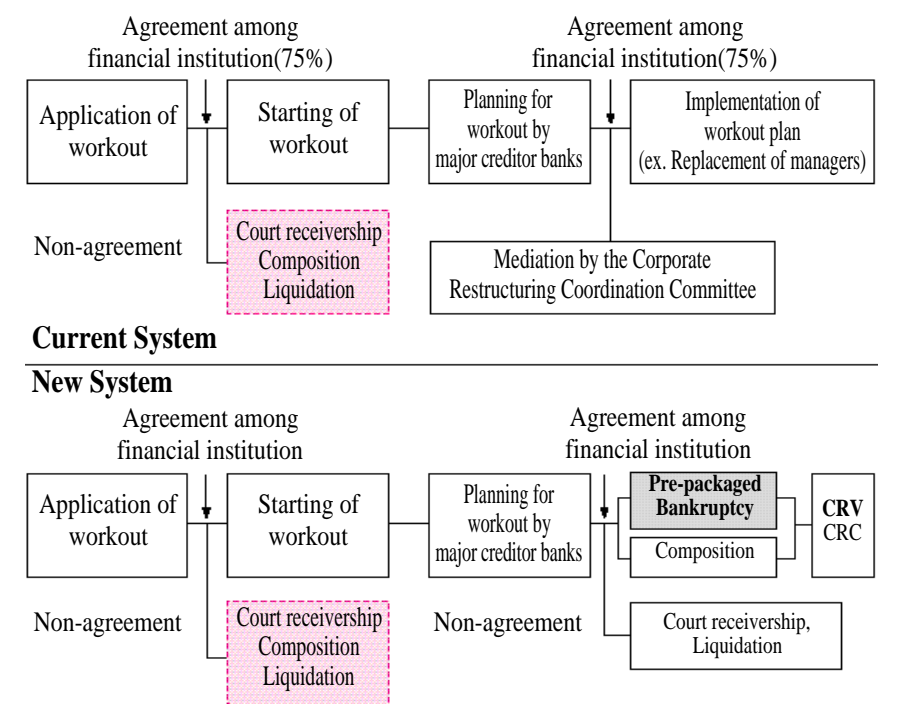 Agreement among
financial institution(75%)
Agreement among
financial institution(75%)
Application of
workout
Starting of
workout
Planning for
workout by
major creditor banks
Implementation of
workout plan
(ex. Replacement of managers)
Non-agreement
Court receivership
Composition
Liquidation
Mediation by the Corporate
Restructuring Coordination Committee
Current System
New System
Agreement among
financial institution
Agreement among
financial institution
Application of
workout
Starting of
workout
Planning for
workout by
major creditor banks
Pre-packaged
Bankruptcy
Composition
CRV
CRC
Non-agreement
Court receivership
Composition
Liquidation
Non-agreement
Court receivership,
Liquidation